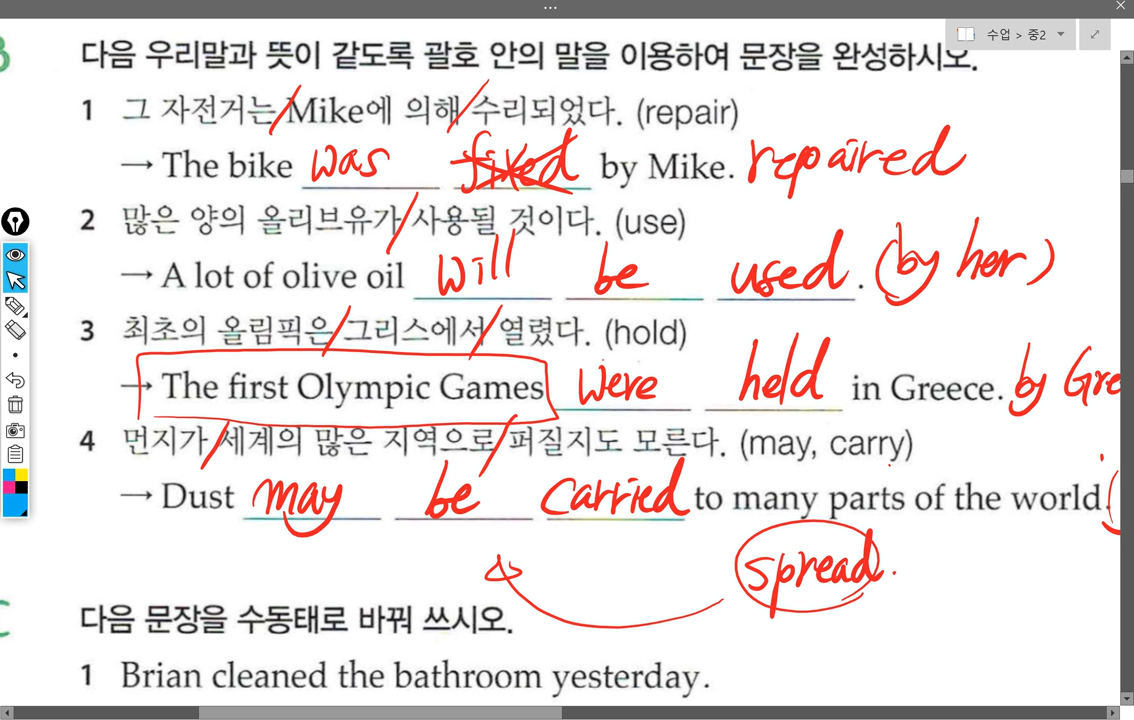 수업 > 중2
다음 우리말과 뜻이 같도록 괄호 안의 말을 이용하여 문장을 완성하시오.
1 그 자전거는 / Mike에 의해 / 수리되었다. (repair)
→ The bike was fixed by Mike. repaired
2 많은 양의 올리브유가 / 사용될 것이다. (use)
→ A lot of olive oil will be used. (by her)
3 최초의 올림픽은 / 그리스에서 / 열렸다. (hold)
→ The first Olympic Games were held in Greece. by Gre
4 먼지가 / 세계의 많은 지역으로 / 퍼질지도 모른다. (may, carry)
→ Dust may be carried to many parts of the world. (
spread.
C 다음 문장을 수동태로 바꿔 쓰시오.
1 Brian cleaned the bathroom yesterday.